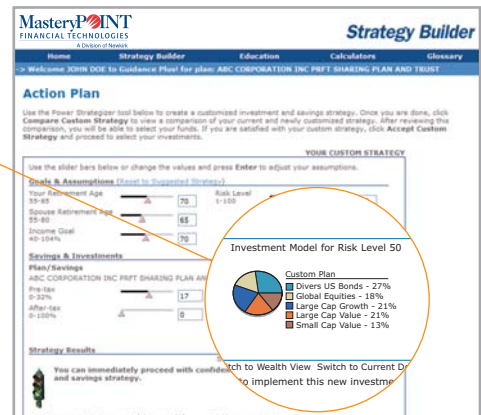 MasteryPOINT
FINANCIAL TECHNOLOGIES
A Division of Newkirk
Strategy Builder
Home Strategy Builder Education Calculators Glossary
-> Welcome JOHN DOE to Guidance Plus! for plan: ABC CORPORATION INC PRFT SHARING PLAN AND TRUST
Action Plan
Use the Power Strategizer tool below to create a customized investment and savings strategy. Once you are done, click
Compare Custom Strategy to view a comparison of your current and newly customized strategy. After reviewing this
comparison, you will be able to select your funds. If you are satisfied with your custom strategy, click Accept Custom
Strategy and proceed to select your investments.
YOUR CUSTOM STRATEGY
Use the slider bars below or change the values and press Enter to adjust your assumptions.
Goals & Assumptions (Reset to Suggested Strategy)
Your Retirement Age 70 Risk Level
55-85 1-100
Spouse Retirement Age 65
55-80
Income Goal 70
40-104%
Savings & Investments
Plan/Savings
ABC CORPORATION INC PRFT SHARING PLAN AN
Pre-tax 17
0-32%
After-tax 0
0-100%
Investment Model for Risk Level 50
Custom Plan
Divers US Bonds - 27%
Global Equities - 18%
Large Cap Growth - 21%
Large Cap Value - 21%
Small Cap Value - 13%
Strategy Results
tch to Wealth View Switch to Current D
You can immediately proceed with confid
and savings strategy.
to implement this new investme